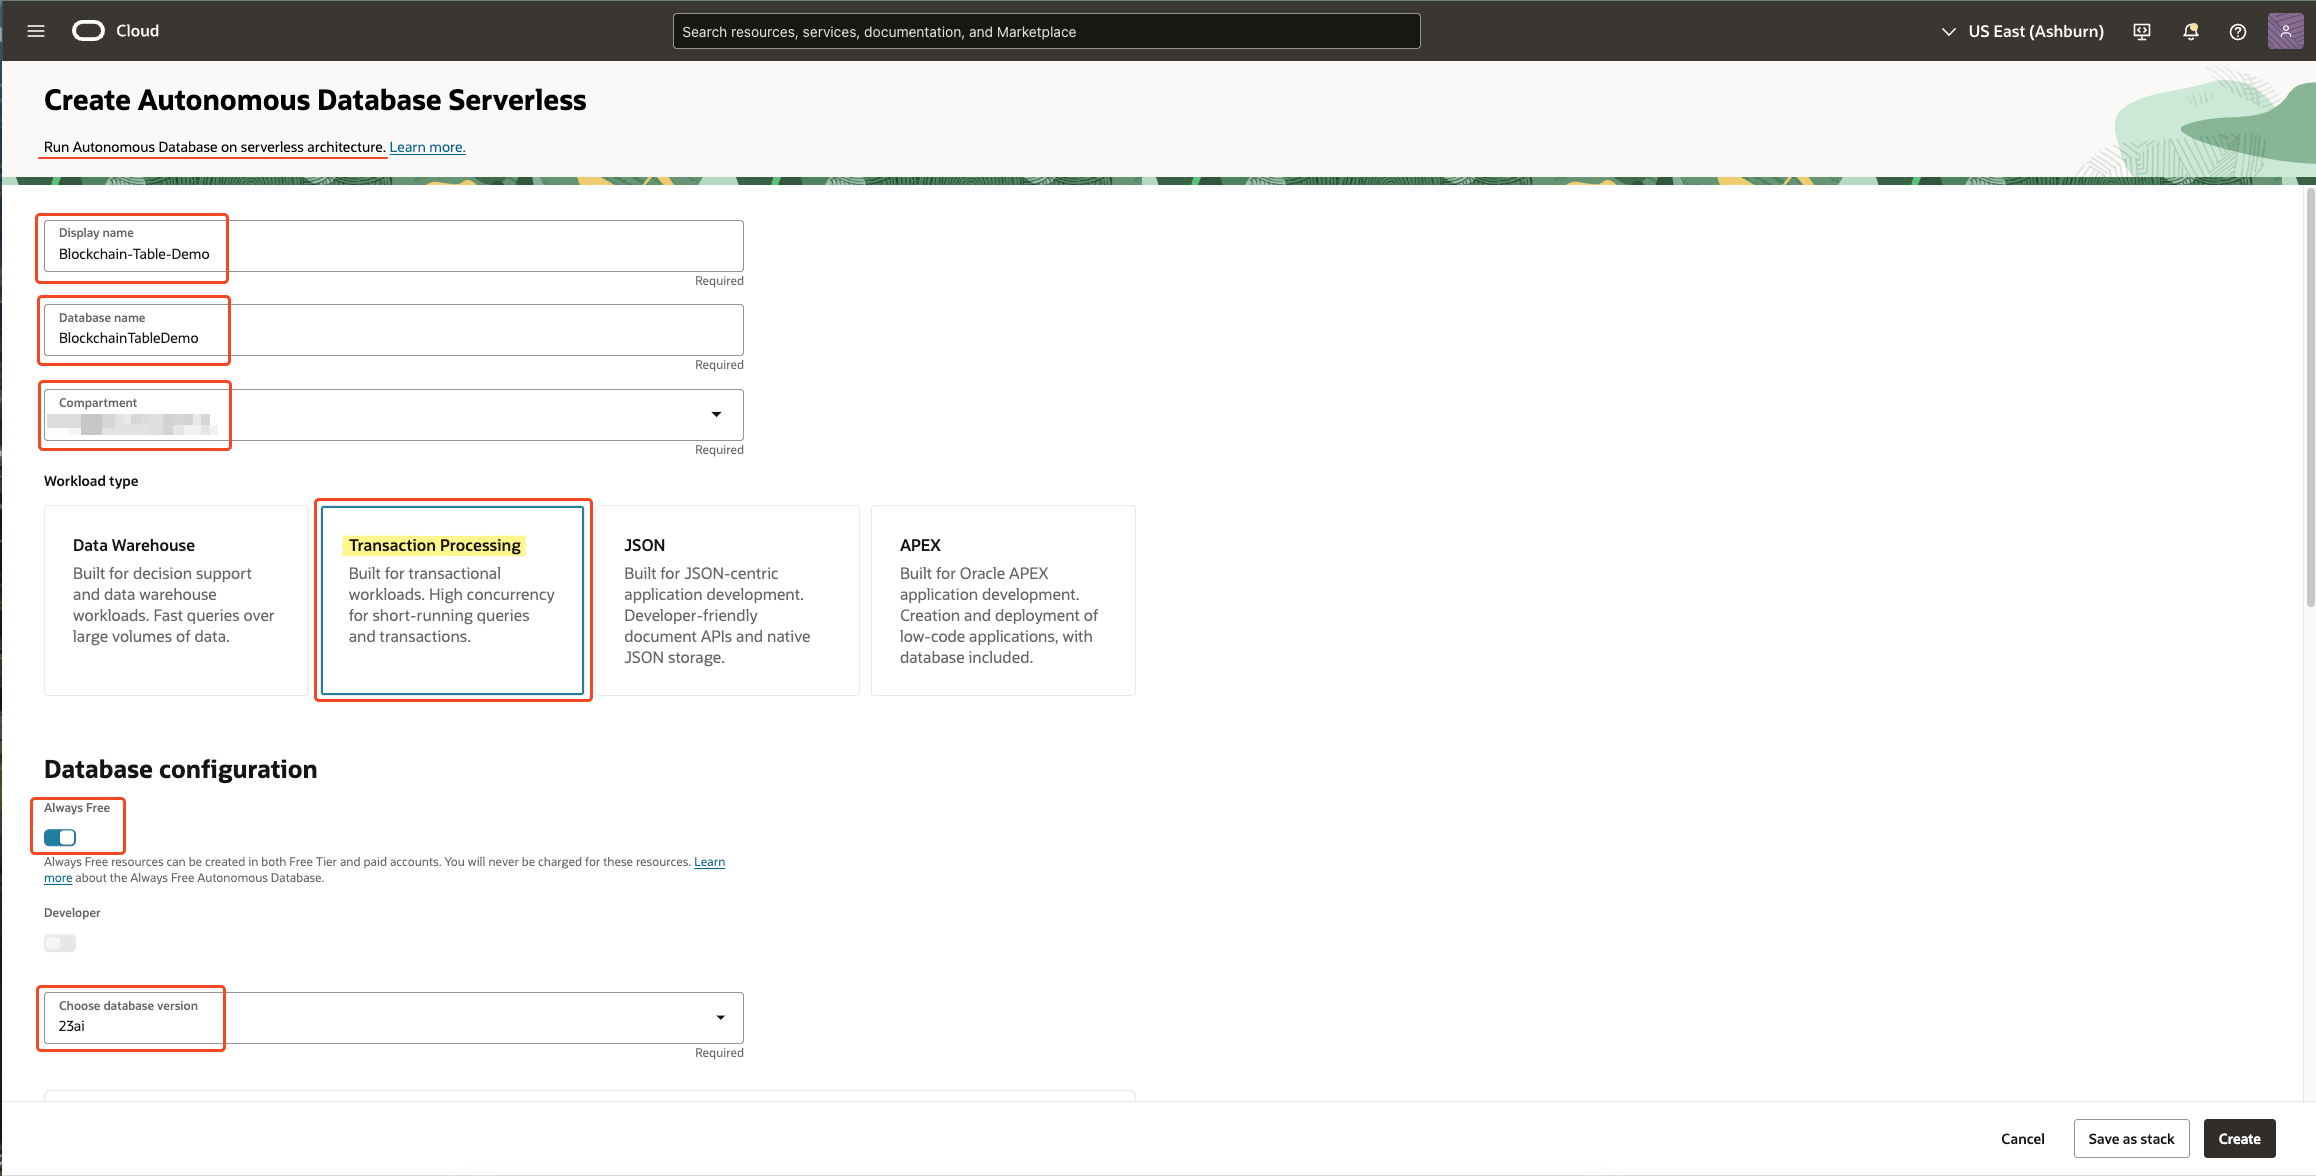 Cloud
Search resources, services, documentation, and Marketplace
US East (Ashburn)
Create Autonomous Database Serverless
Run Autonomous Database on serverless architecture. Learn more.
Display name
Blockchain-Table-Demo
Required
Database name
BlockchainTableDemo
Required
Compartment
Required
Workload type
Data Warehouse
Built for decision support
and data warehouse
workloads. Fast queries over
large volumes of data.
Transaction Processing
Built for transactional
workloads. High concurrency
for short-running queries
and transactions.
JSON
Built for JSON-centric
application development.
Developer-friendly
document APIs and native
JSON storage.
APEX
Built for Oracle APEX
application development.
Creation and deployment of
low-code applications, with
database included.
Database configuration
Always Free
Always Free resources can be created in both Free Tier and paid accounts. You will never be charged for these resources. Learn
more about the Always Free Autonomous Database.
Developer
Choose database version
23ai
Required
Cancel
Save as stack
Create